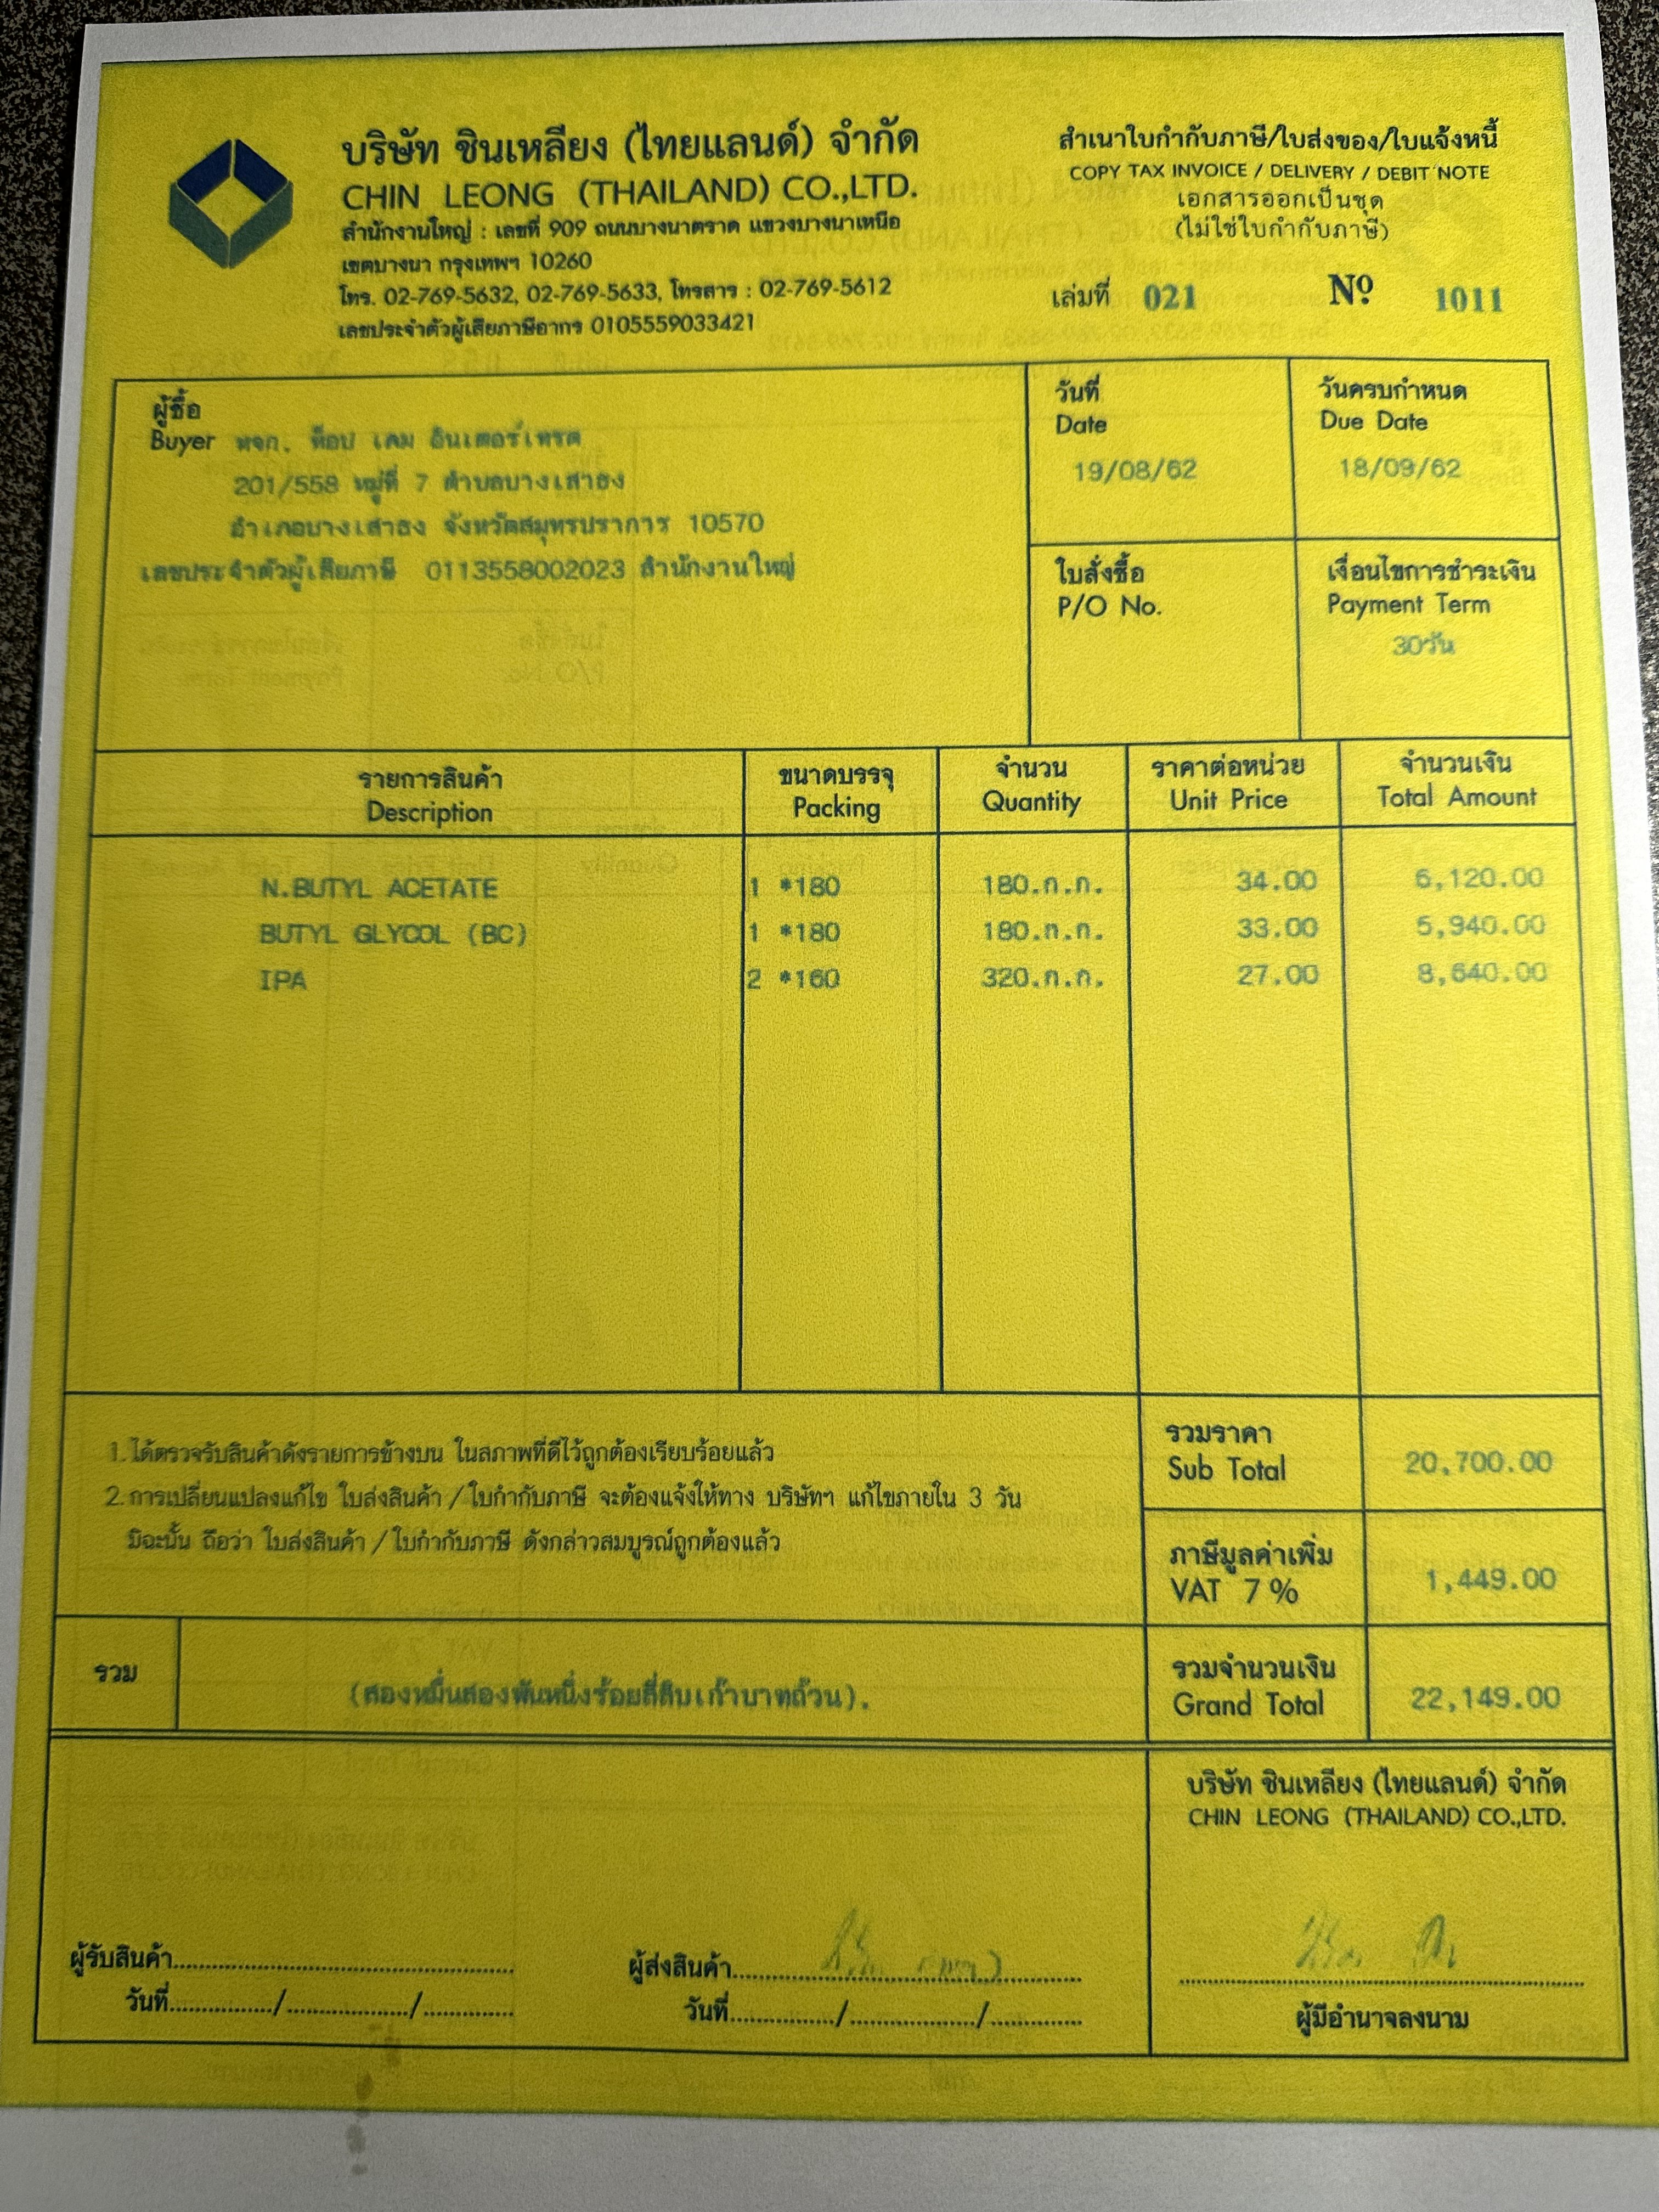 บริษัท ชินเหลียง (ไทยแลนด์) จำกัด
CHIN LEONG (THAILAND) CO.,LTD.
สำนักงานใหญ่ : เลขที่ 909 ถนนบางนาตราด แขวงบางนาเหนือ
เขตบางนา กรุงเทพฯ 10260
โทร. 02-769-5632, 02-769-5633, โทรสาร : 02-769-5612
เลขประจำตัวผู้เสียภาษีอากร 0105559033421
สำเนาใบกำกับภาษี/ใบส่งของ/ใบแจ้งหนี้
COPY TAX INVOICE / DELIVERY / DEBIT NOTE
เอกสารออกเป็นชุด
(ไม่ใช่ใบกำกับภาษี)
เล่มที่ 021 Nº 1011
ผู้ซื้อ
Buyer หจก. ท็อป เคม อินเตอร์เทรด
201/558 หมู่ที่ 7 ตำบลบางเสาธง
อำเภอบางเสาธง จังหวัดสมุทรปราการ 10570
เลขประจำตัวผู้เสียภาษี 0113558002023 สำนักงานใหญ่
วันที่
Date
19/08/62
วันครบกำหนด
Due Date
18/09/62
ใบสั่งซื้อ
P/O No.
เงื่อนไขการชำระเงิน
Payment Term
30วัน
รายการสินค้า ขนาดบรรจุ จำนวน ราคาต่อหน่วย จำนวนเงิน
Description Packing Quantity Unit Price Total Amount
N.BUTYL ACETATE 1 *180 180.ก.ก. 34.00 6,120.00
BUTYL GLYCOL (BC) 1 *180 180.ก.ก. 33.00 5,940.00
IPA 2 *160 320.ก.ก. 27.00 8,640.00
1. ได้ตรวจรับสินค้าดังรายการข้างบน ในสภาพที่ดีไว้ถูกต้องเรียบร้อยแล้ว
2. การเปลี่ยนแปลงแก้ไข ใบส่งสินค้า / ใบกำกับภาษี จะต้องแจ้งให้ทาง บริษัทฯ แก้ไขภายใน 3 วัน
มิฉะนั้น ถือว่า ใบส่งสินค้า / ใบกำกับภาษี ดังกล่าวสมบูรณ์ถูกต้องแล้ว
รวมราคา
Sub Total 20,700.00
ภาษีมูลค่าเพิ่ม
VAT 7 % 1,449.00
รวม (สองหมื่นสองพันหนึ่งร้อยสี่สิบเก้าบาทถ้วน).
รวมจำนวนเงิน
Grand Total 22,149.00
บริษัท ชินเหลียง (ไทยแลนด์) จำกัด
CHIN LEONG (THAILAND) CO.,LTD.
ผู้รับสินค้า
วันที่ / /
ผู้ส่งสินค้า
วันที่ / /
ผู้มีอำนาจลงนาม